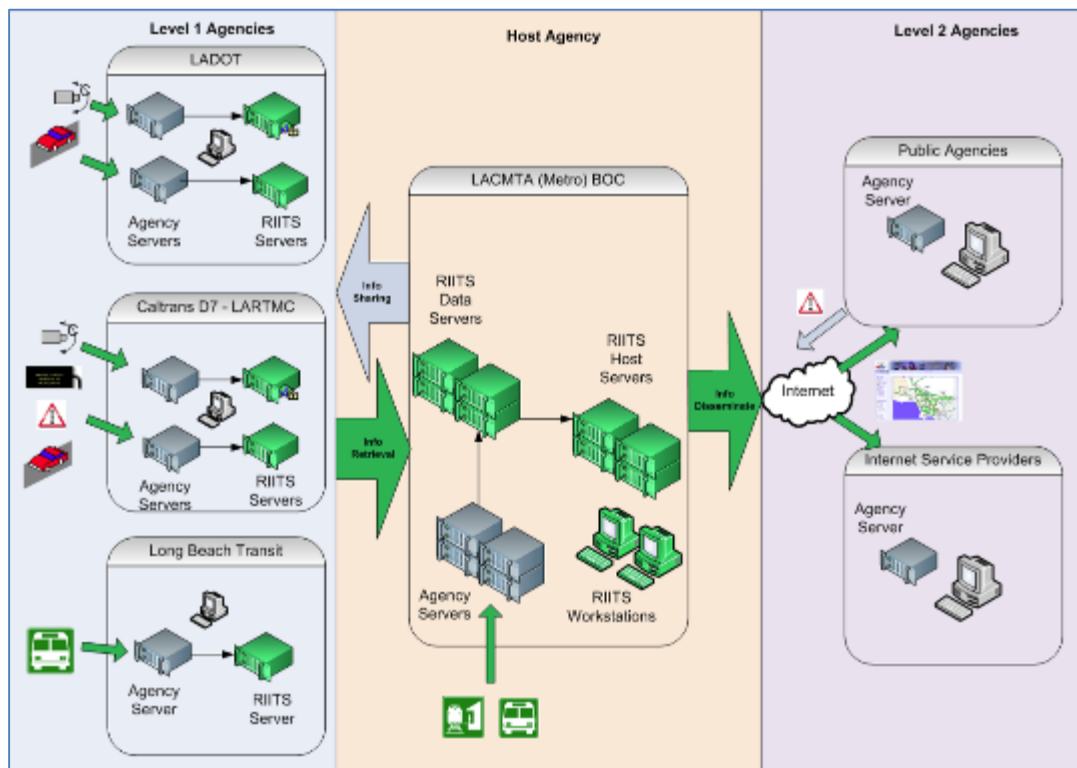 Level 1 Agencies
Host Agency
Level 2 Agencies
LADOT
Agency
Servers
RIITS
Servers
Caltrans D7 - LARTMC
Agency
Servers
RIITS
Servers
Long Beach Transit
Agency
Server
RIITS
Server
Info
Sharing
Info
Retrieval
LACMTA (Metro) BOC
RIITS
Data
Servers
RIITS
Host
Servers
Agency
Servers
RIITS
Workstations
Info
Disseminate
Internet
Public Agencies
Agency
Server
Internet Service Providers
Agency
Server